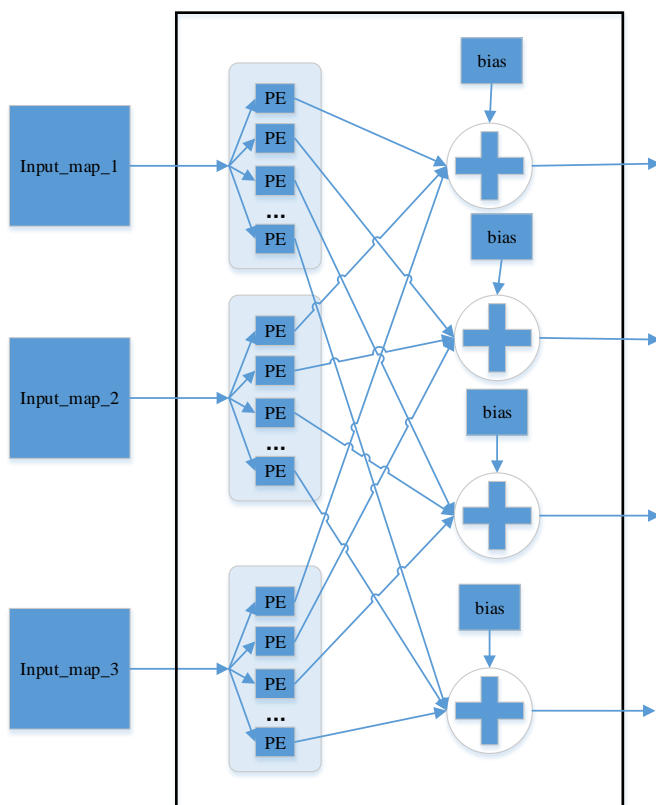 bias
PE
Input_map_1
PE
PE
...
PE
bias
PE
Input_map_2
PE
PE
...
PE
bias
PE
Input_map_3
PE
PE
...
PE
bias